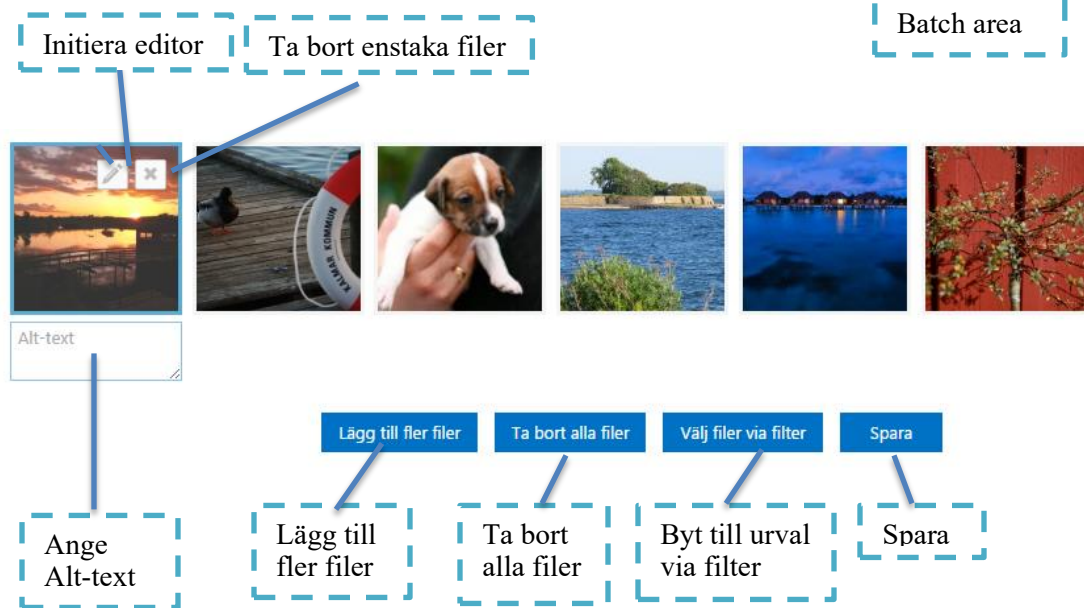 Batch area
Initiera editor
Ta bort enstaka filer
KALMAR KOMMUN
Alt-text
Lägg till fler filer
Ta bort alla filer
Välj filer via filter
Spara
Ange
Alt-text
Lägg till
fler filer
Ta bort
alla filer
Byt till urval
via filter
Spara